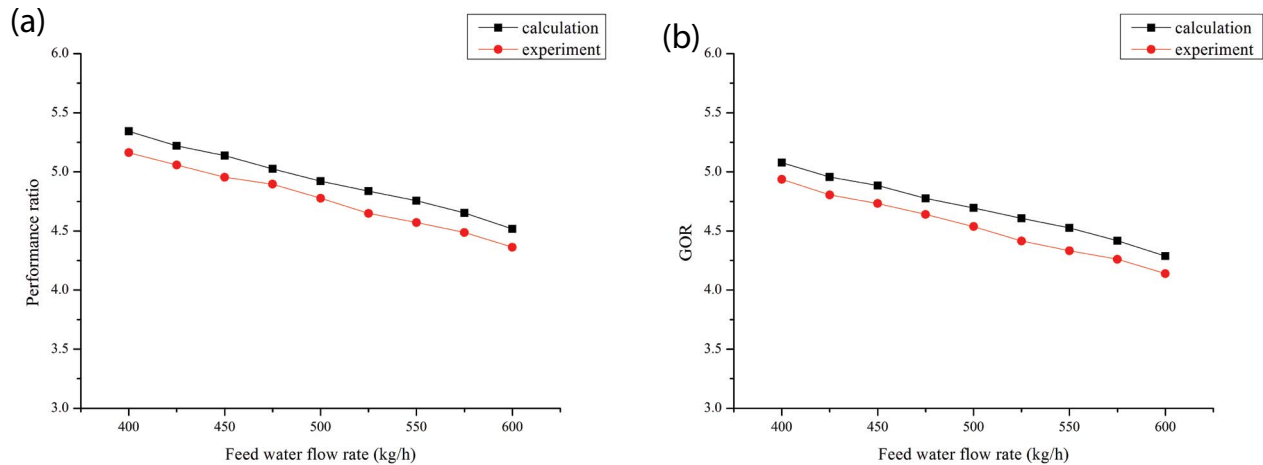 (a)
calculation
experiment
6.0
5.5
5.0
4.5
4.0
3.5
3.0
Performance ratio
400
450
500
550
600
Feed water flow rate (kg/h)
(b)
calculation
experiment
6.0
5.5
5.0
4.5
4.0
3.5
3.0
GOR
400
450
500
550
600
Feed water flow rate (kg/h)